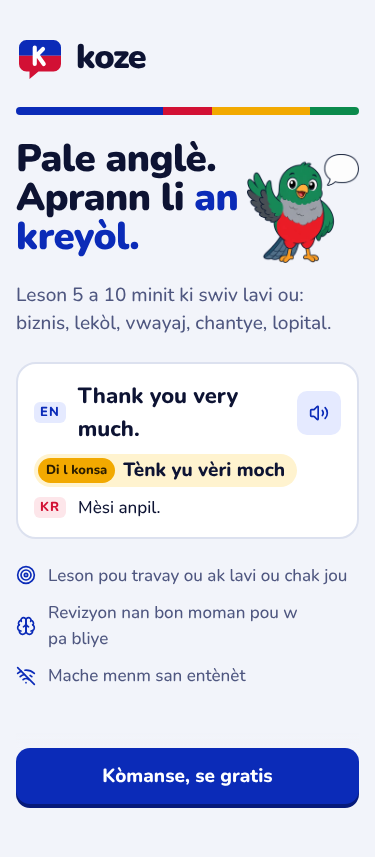 K
koze
Pale anglè.
Aprann li an
kreyòl.
Leson 5 a 10 minit ki swiv lavi ou:
biznis, lekòl, vwayaj, chantye, lopital.
EN Thank you very
much.
Di l konsa Tènk yu vèri moch
KR Mèsi anpil.
Leson pou travay ou ak lavi ou chak jou
Revizyon nan bon moman pou w
pa bliye
Mache menm san entènèt
Kòmanse, se gratis